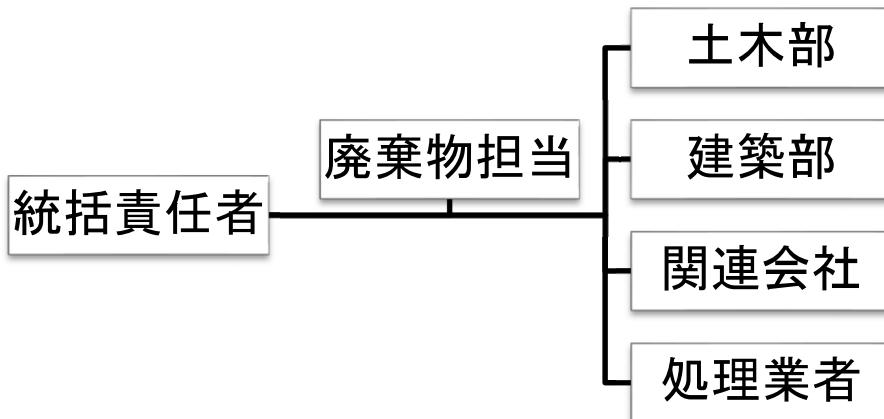 統括責任者
廃棄物担当
土木部
建築部
関連会社
処理業者